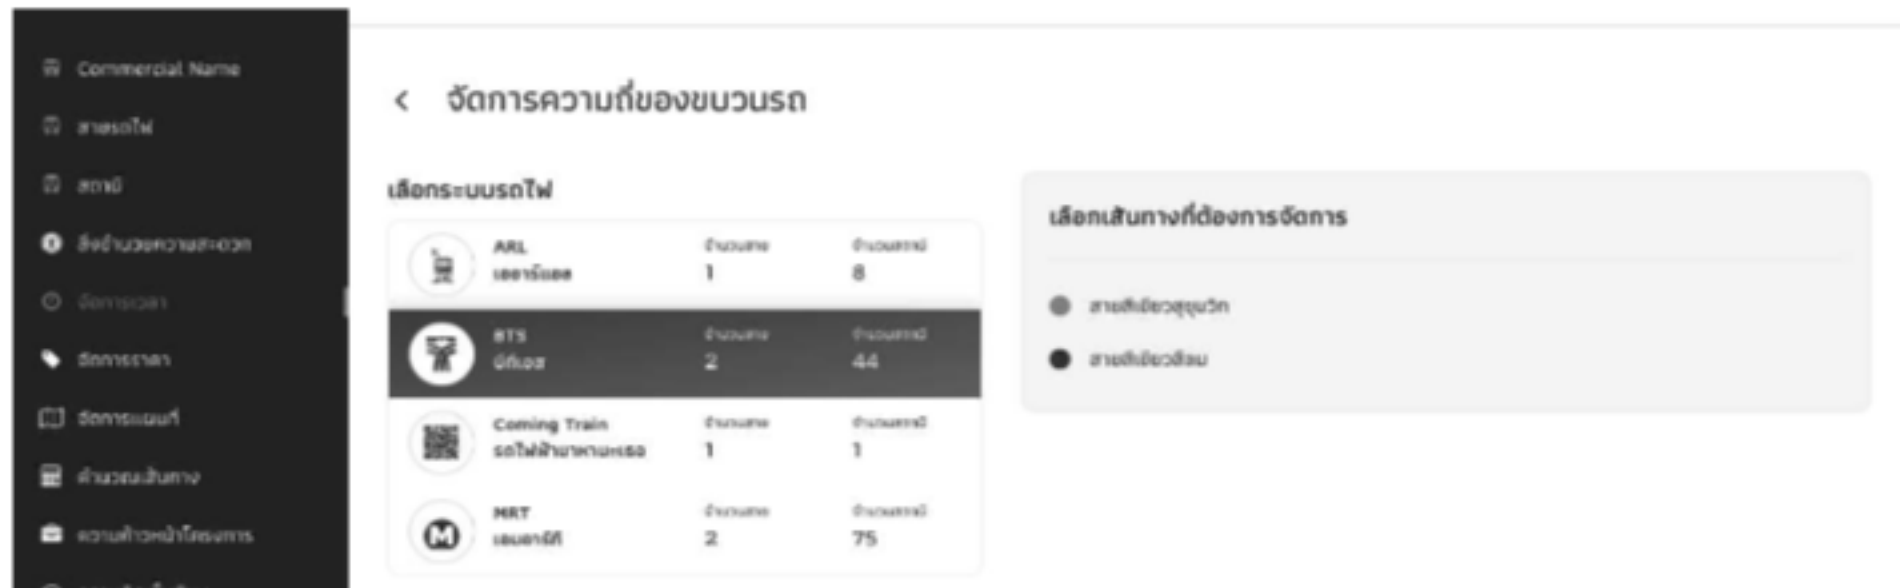 Commercial Name
สายรถไฟ
สถานี
สิ่งอำนวยความสะดวก
จัดการเวลา
จัดการราคา
จัดการแผนที่
คำนวณเส้นทาง
ความก้าวหน้าโครงการ
< จัดการความถี่ของขบวนรถ
เลือกระบบรถไฟ
ARL จำนวนสาย จำนวนสถานี
เออาร์แอล 1 8
BTS จำนวนสาย จำนวนสถานี
บีทีเอส 2 44
Coming Train จำนวนสาย จำนวนสถานี
รถไฟฟ้ามาหานะเธอ 1 1
MRT จำนวนสาย จำนวนสถานี
เอมอาร์ที 2 75
เลือกเส้นทางที่ต้องการจัดการ
สายสีเขียวสุขุมวิท
สายสีเขียวสีลม